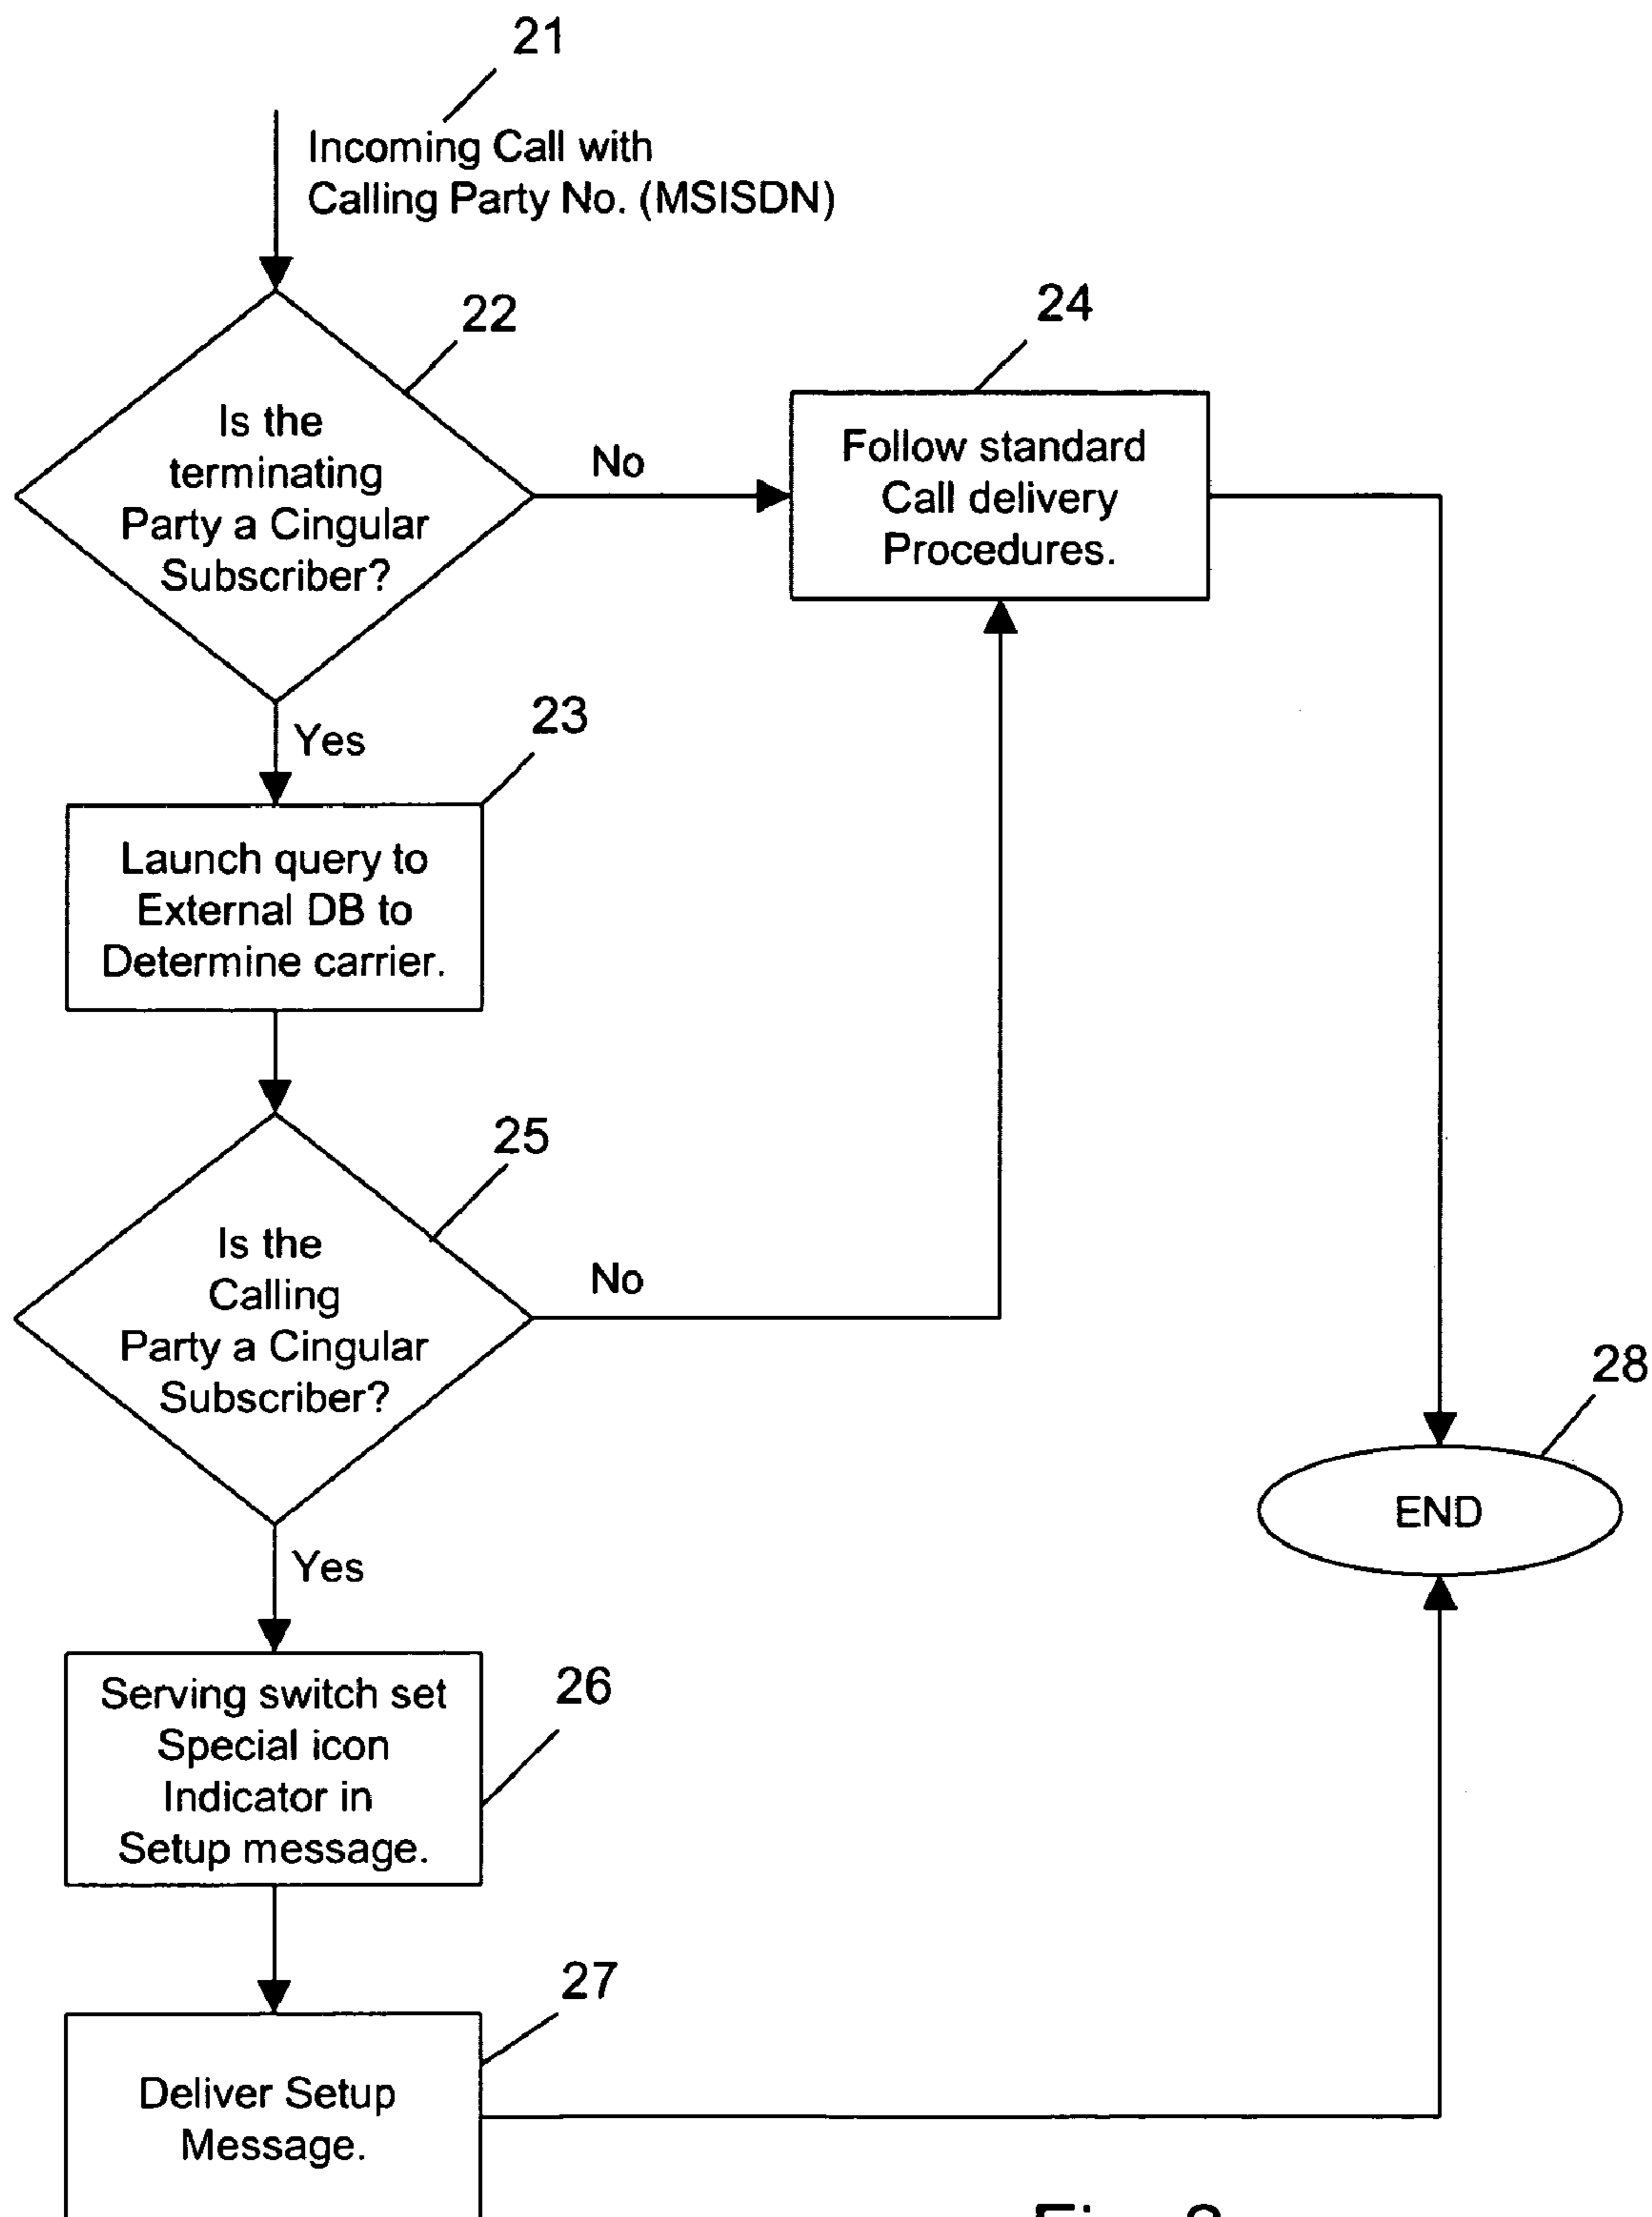 21
Incoming Call with
Calling Party No. (MSISDN)
22
Is the
terminating
Party a Cingular
Subscriber?
No
24
Follow standard
Call delivery
Procedures.
Yes
23
Launch query to
External DB to
Determine carrier.
25
Is the
Calling
Party a Cingular
Subscriber?
No
28
END
Yes
Serving switch set
Special icon
Indicator in
Setup message.
26
27
Deliver Setup
Message.